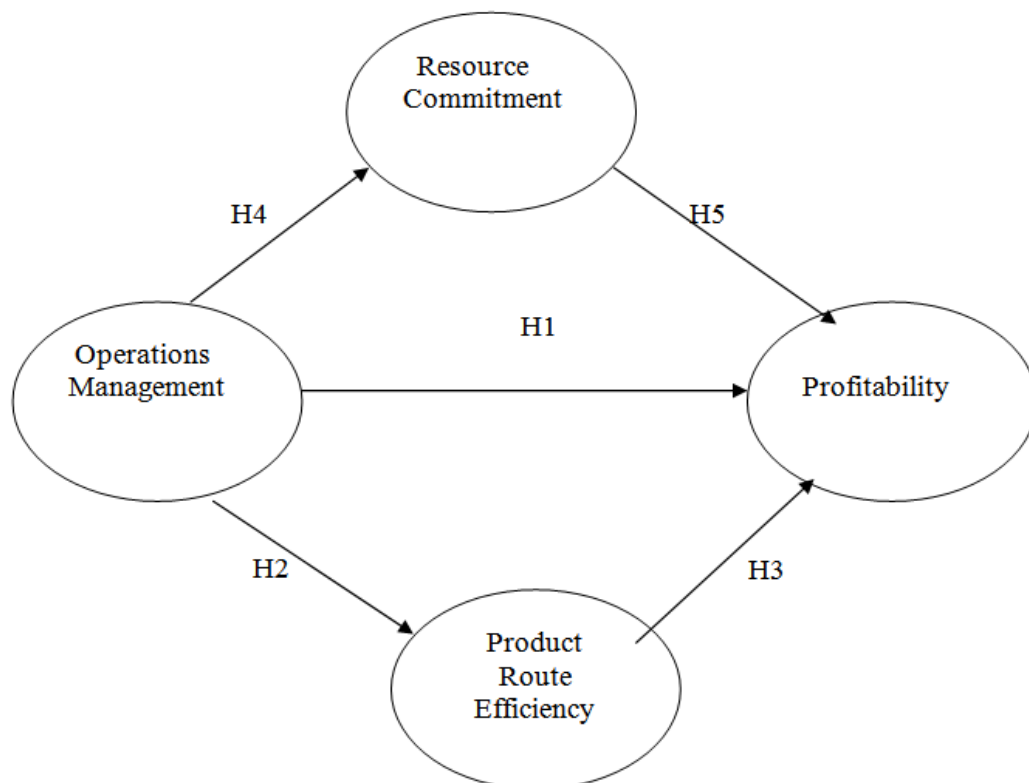 Resource
Commitment
H4
H5
H1
Operations
Management
Profitability
H2
H3
Product
Route
Efficiency